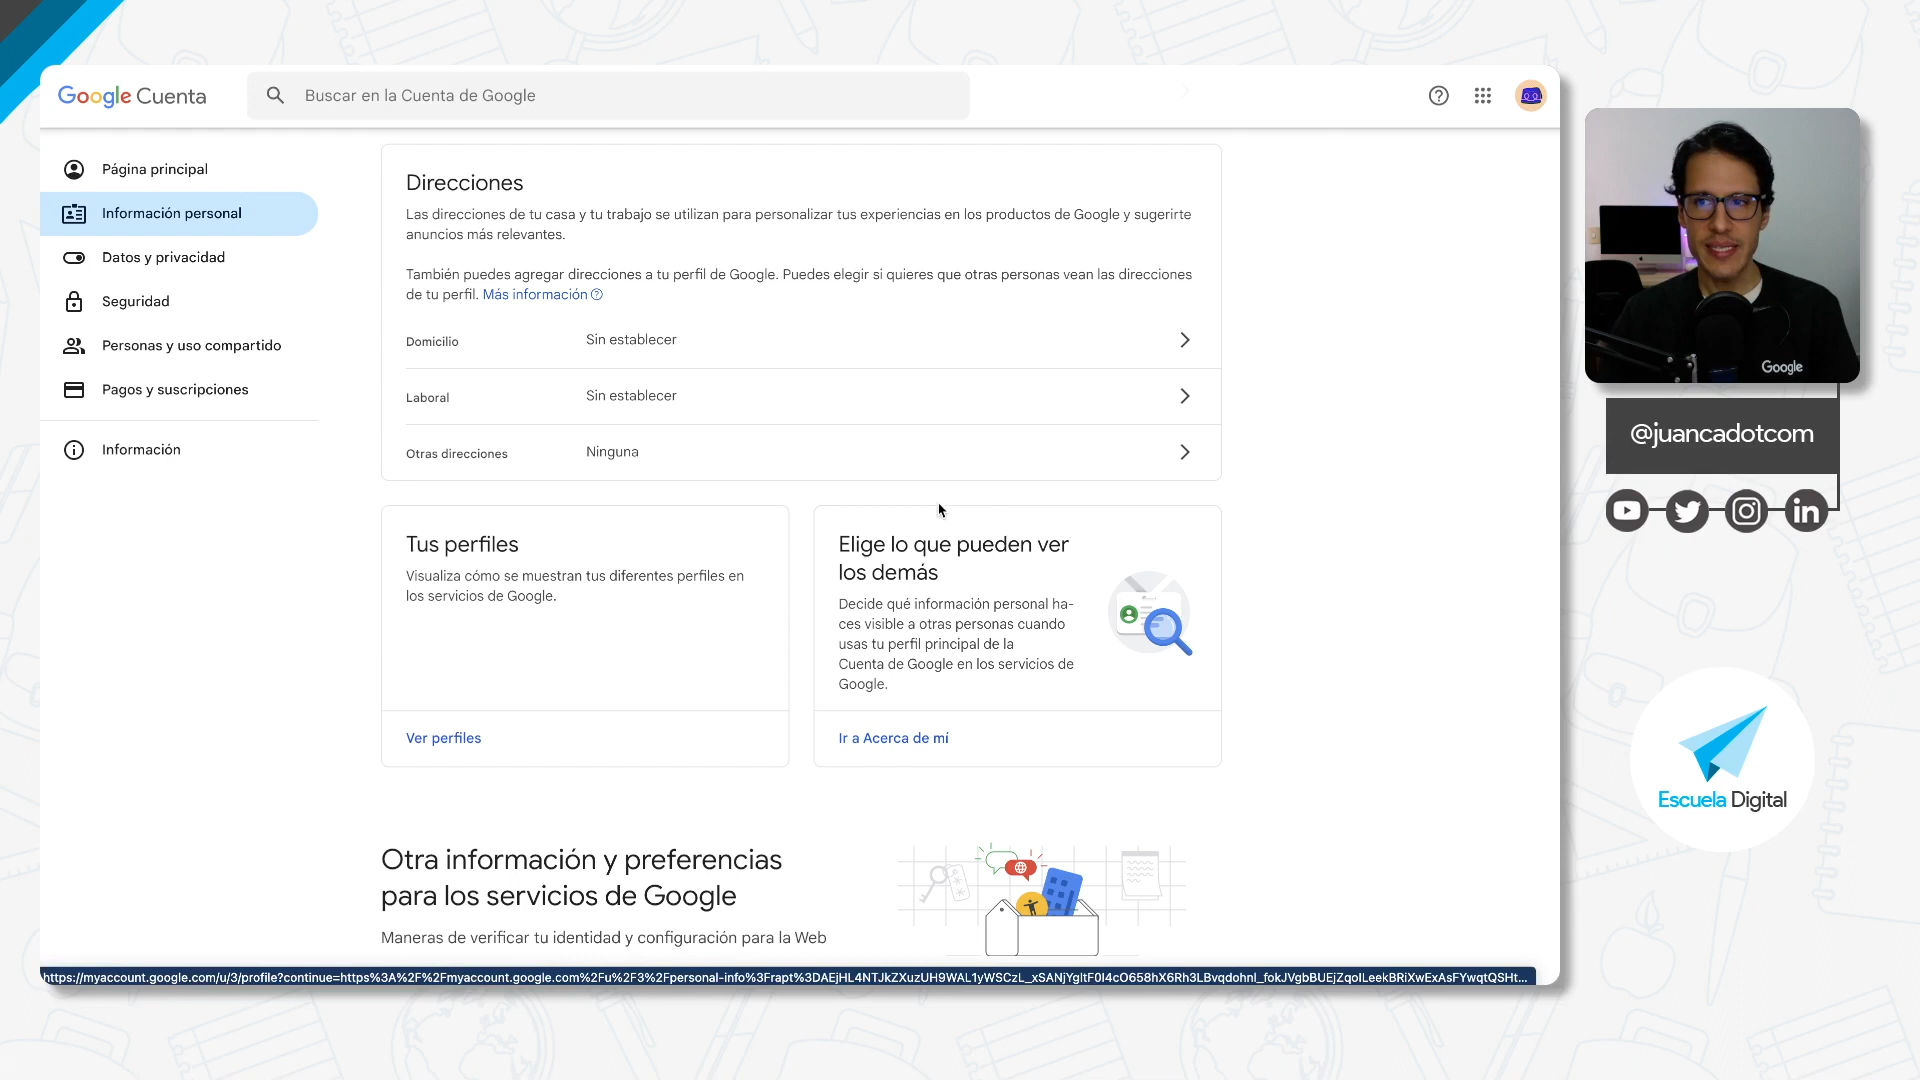 Google Cuenta
Buscar en la Cuenta de Google
Página principal
Información personal
Datos y privacidad
Seguridad
Personas y uso compartido
Pagos y suscripciones
Información
Direcciones
Las direcciones de tu casa y tu trabajo se utilizan para personalizar tus experiencias en los productos de Google y sugerirte
anuncios más relevantes.
También puedes agregar direcciones a tu perfil de Google. Puedes elegir si quieres que otras personas vean las direcciones
de tu perfil. Más información
Domicilio Sin establecer
Laboral Sin establecer
Otras direcciones Ninguna
Tus perfiles
Visualiza cómo se muestran tus diferentes perfiles en
los servicios de Google.
Ver perfiles
Elige lo que pueden ver
los demás
Decide qué información personal ha-
ces visible a otras personas cuando
usas tu perfil principal de la
Cuenta de Google en los servicios de
Google.
Ir a Acerca de mí
Otra información y preferencias
para los servicios de Google
Maneras de verificar tu identidad y configuración para la Web
Google
@juancadotcom
in
Escuela Digital